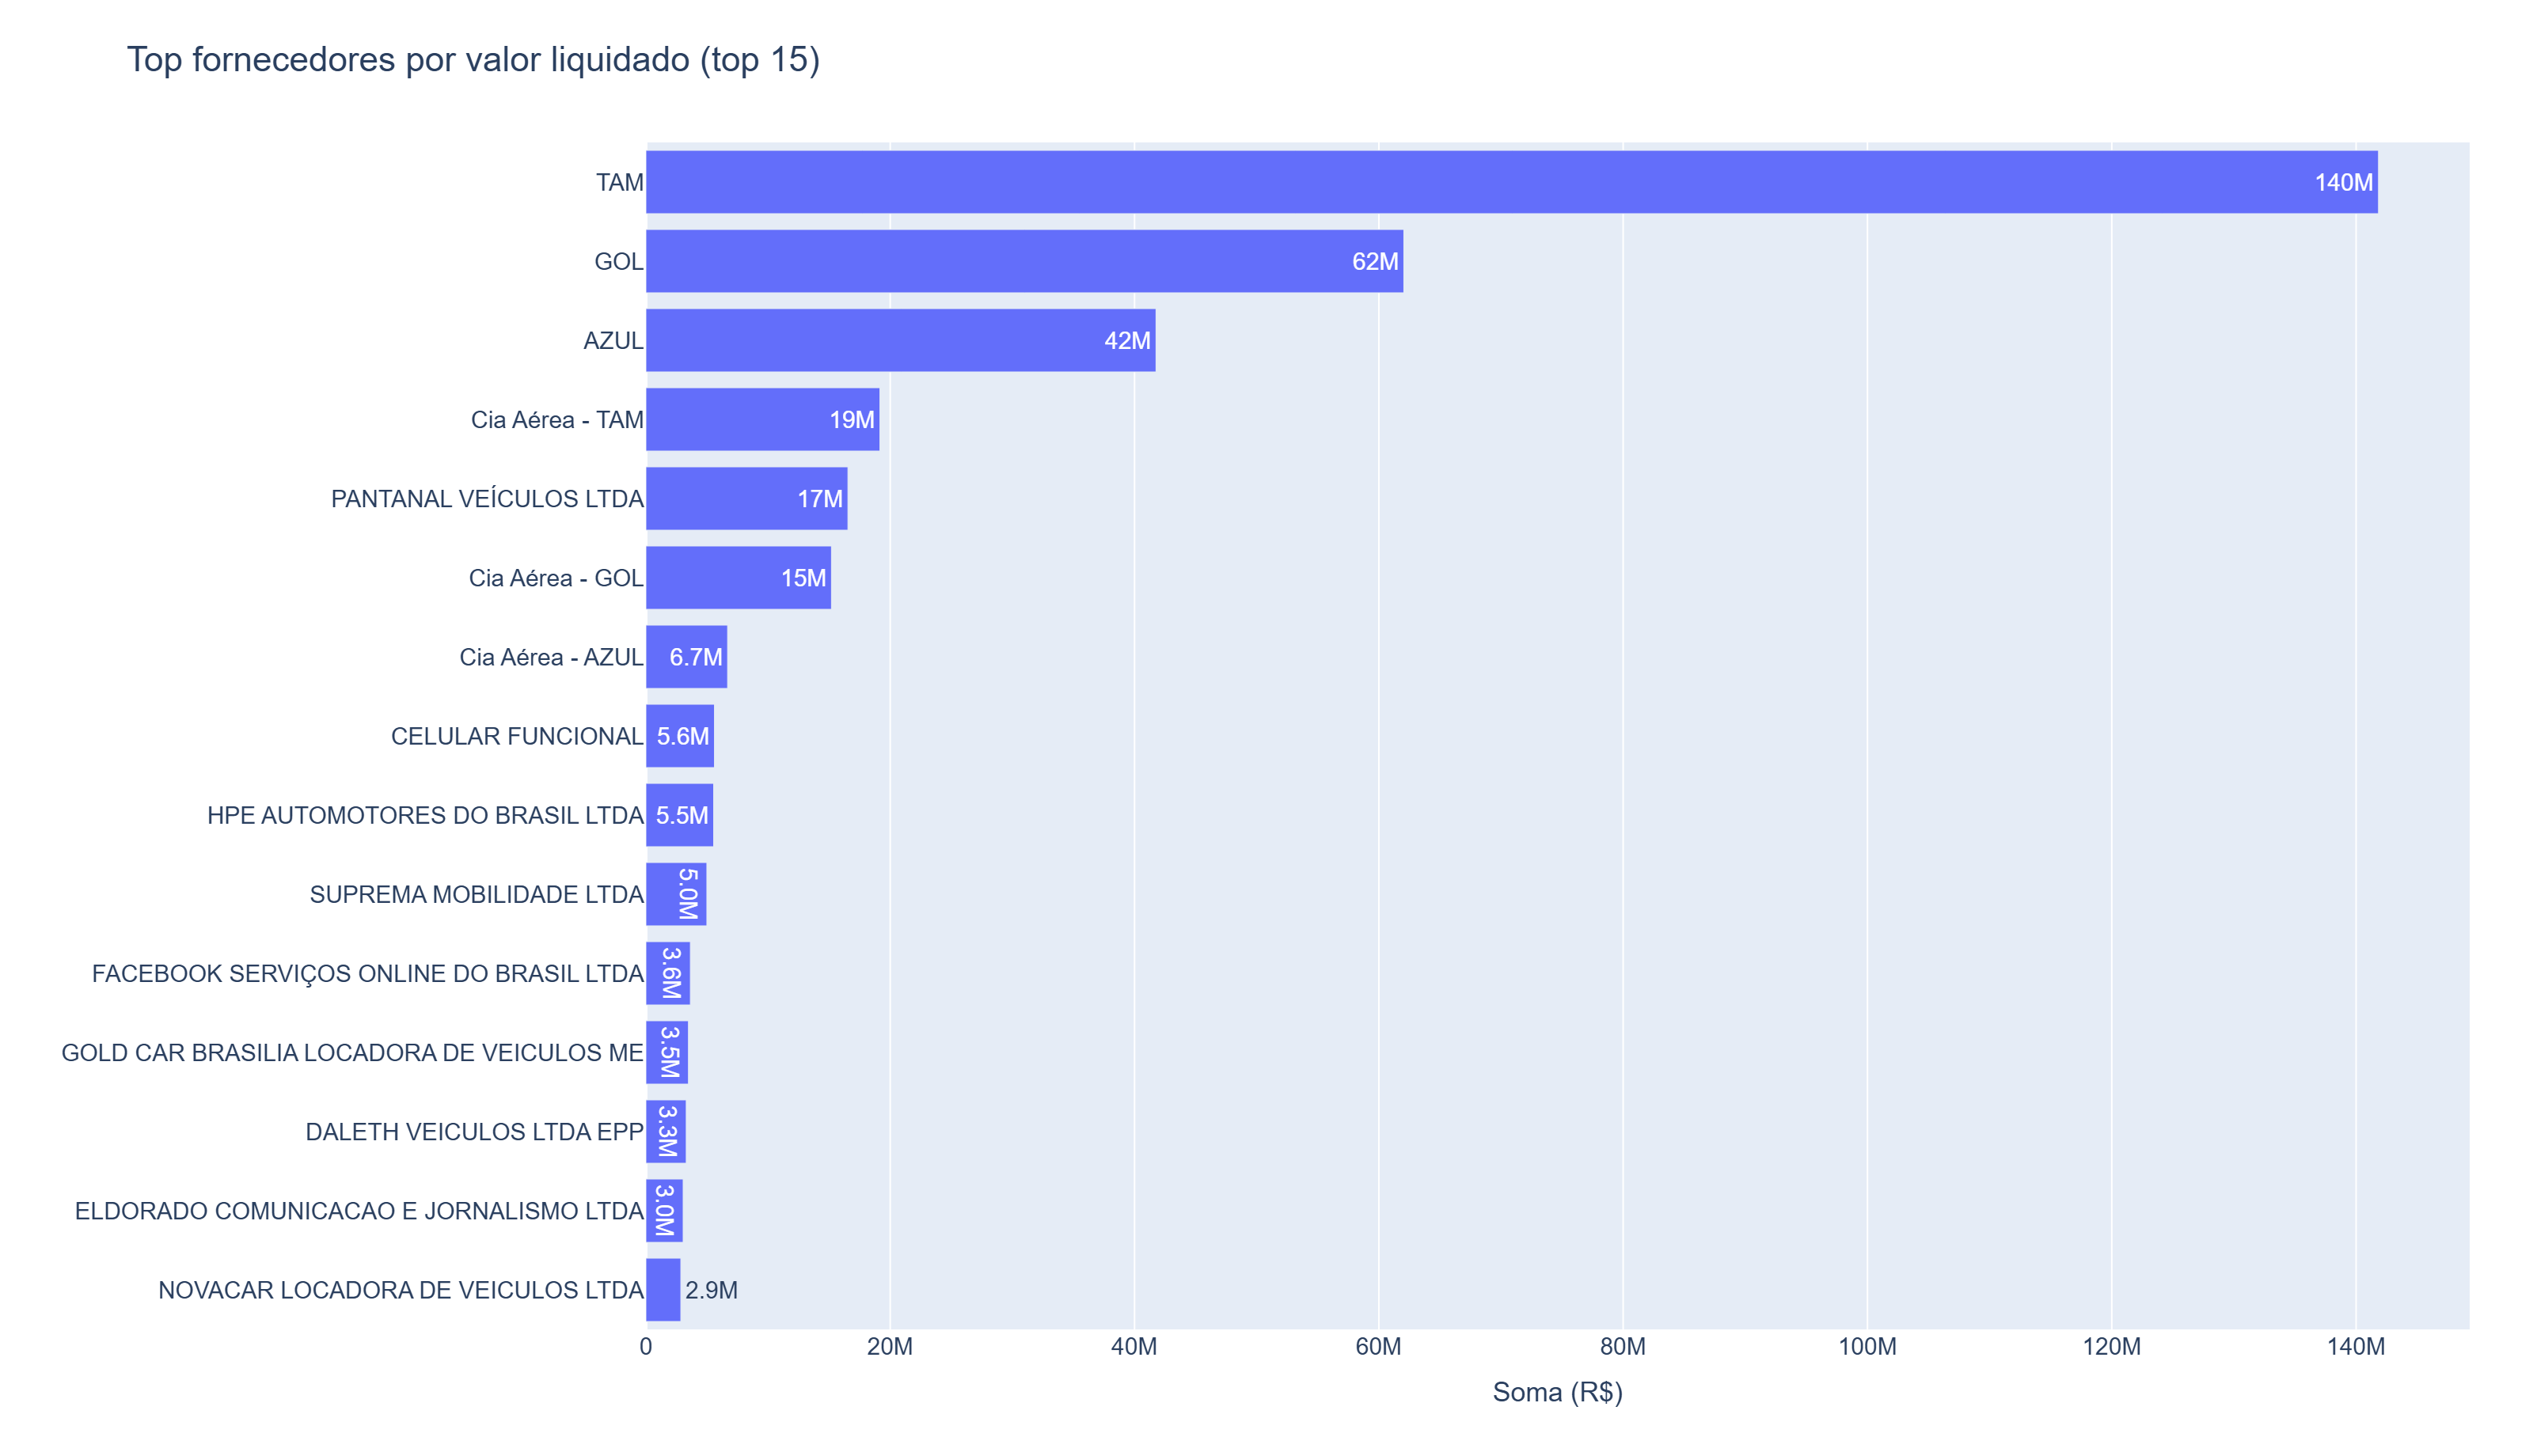 Top fornecedores por valor liquidado (top 15)
TAM 140M
GOL 62M
AZUL 42M
Cia Aérea - TAM 19M
PANTANAL VEÍCULOS LTDA 17M
Cia Aérea - GOL 15M
Cia Aérea - AZUL 6.7M
CELULAR FUNCIONAL 5.6M
HPE AUTOMOTORES DO BRASIL LTDA 5.5M
SUPREMA MOBILIDADE LTDA 5.0M
FACEBOOK SERVIÇOS ONLINE DO BRASIL LTDA 3.6M
GOLD CAR BRASILIA LOCADORA DE VEICULOS ME 3.5M
DALETH VEICULOS LTDA EPP 3.3M
ELDORADO COMUNICACAO E JORNALISMO LTDA 3.0M
NOVACAR LOCADORA DE VEICULOS LTDA 2.9M
0 20M 40M 60M 80M 100M 120M 140M
Soma (R$)